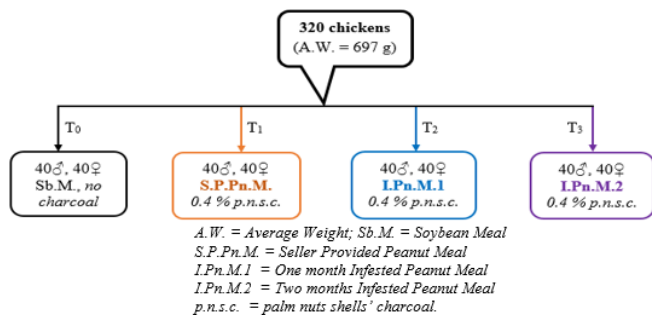 320 chickens
(A.W. = 697 g)
T₀
T₁
T₂
T₃
40♂, 40♀
Sb.M., no
charcoal
40♂, 40♀
S.P.Pn.M.
0.4 % p.n.s.c.
40♂, 40♀
I.Pn.M.1
0.4 % p.n.s.c.
40♂, 40♀
I.Pn.M.2
0.4 % p.n.s.c.
A.W. = Average Weight; Sb.M. = Soybean Meal
S.P.Pn.M. = Seller Provided Peanut Meal
I.Pn.M.1 = One month Infested Peanut Meal
I.Pn.M.2 = Two months Infested Peanut Meal
p.n.s.c. = palm nuts shells' charcoal.